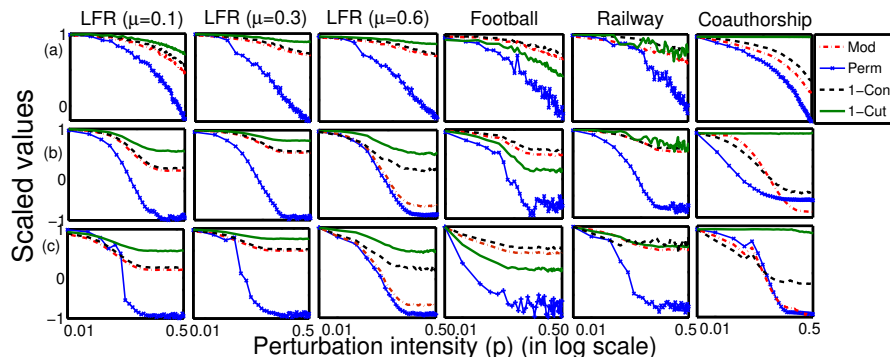 LFR (μ=0.1) LFR (μ=0.3) LFR (μ=0.6) Football Railway Coauthorship
(a) 1 0
(b) 1 0 −1
(c) 1 0 −1
Scaled values
Mod
Perm
1−Con
1−Cut
0.01 0.5 0.01 0.5 0.01 0.5 0.01 0.5 0.01 0.5 0.01 0.5
Perturbation intensity (p) (in log scale)